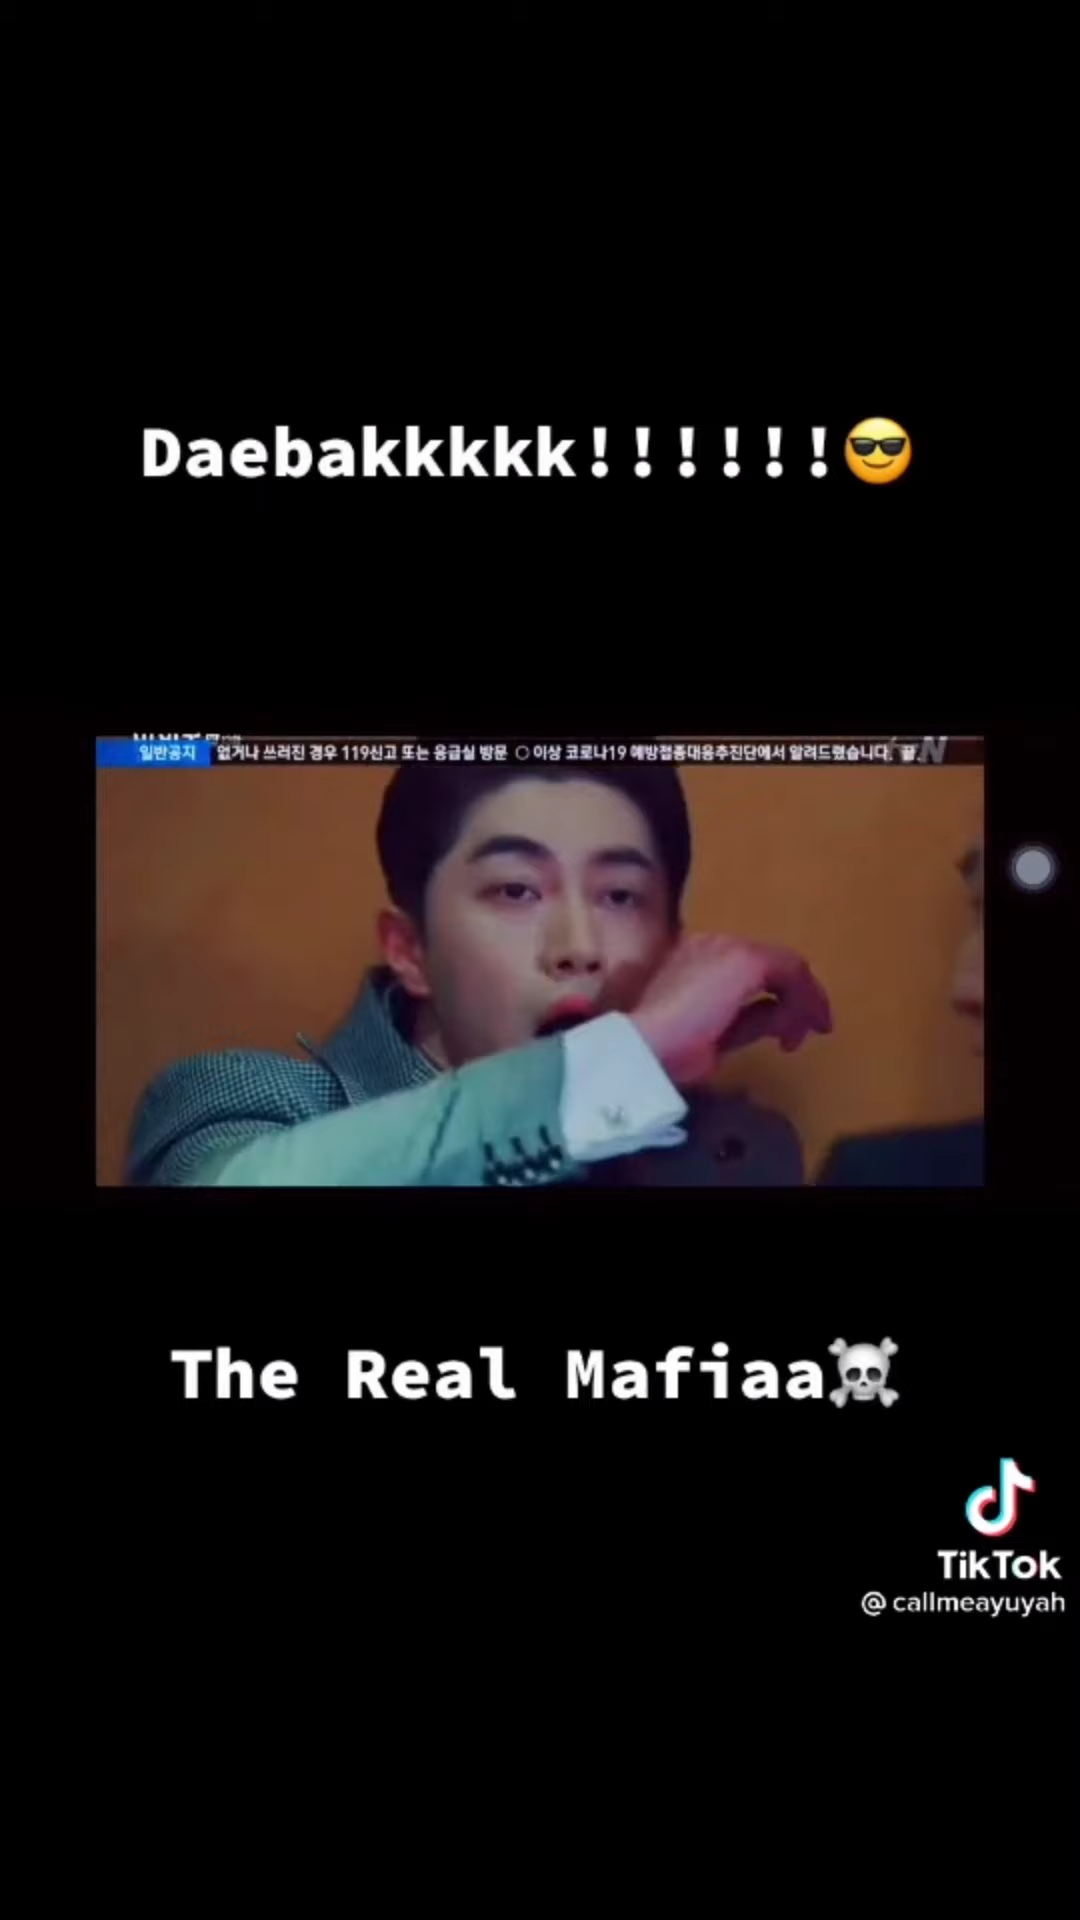 Daebakkkkk!!!!!!😎
일반공지 없거나 쓰러진 경우 119신고 또는 응급실 방문 ○ 이상 코로나19 예방접종대응추진단에서 알려드렸습니다. 끝.
The Real Mafiaa☠️
TikTok
@callmeayuyah